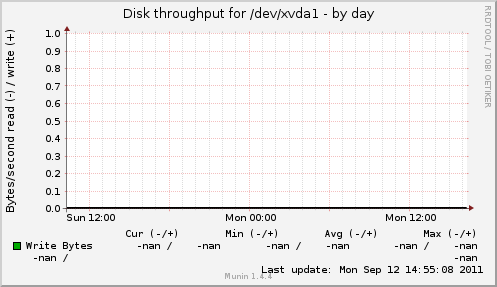 Disk throughput for /dev/xvda1 - by day
RRDTOOL / TOBI OETIKER
Bytes/second read (-) / write (+)
1.0
0.9
0.8
0.7
0.6
0.5
0.4
0.3
0.2
0.1
0.0
Sun 12:00 Mon 00:00 Mon 12:00
Cur (-/+) Min (-/+) Avg (-/+) Max (-/+)
Write Bytes -nan / -nan -nan / -nan -nan / -nan
-nan / -nan
Last update: Mon Sep 12 14:55:08 2011
Munin 1.4.4